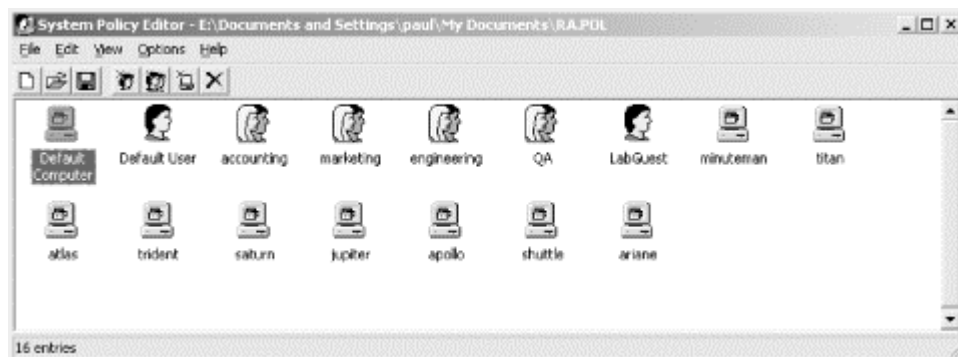 System Policy Editor - E:\Documents and Settings\paul\My Documents\RA.POL
File Edit View Options Help
Default Computer Default User accounting marketing engineering QA LabGuest minuteman titan
atlas trident saturn jupiter apollo shuttle ariane
16 entries